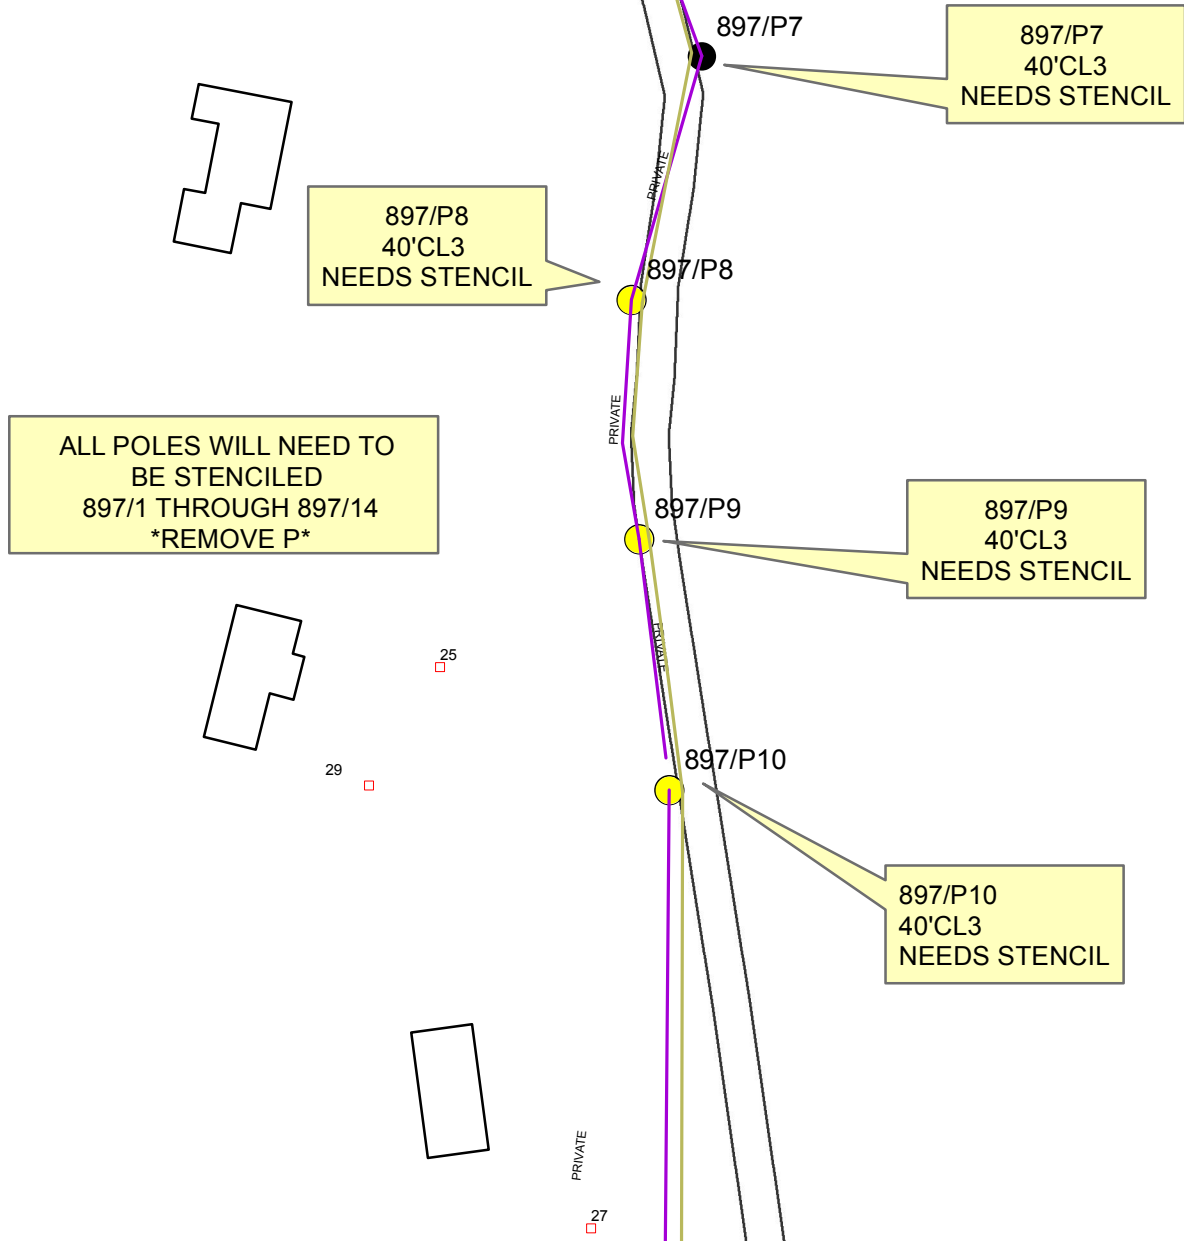 897/P7
897/P7
40'CL3
NEEDS STENCIL
PRIVATE
897/P8
40'CL3
NEEDS STENCIL
897/P8
PRIVATE
ALL POLES WILL NEED TO
BE STENCILED
897/1 THROUGH 897/14
*REMOVE P*
897/P9
897/P9
40'CL3
NEEDS STENCIL
PRIVATE
25
29
897/P10
897/P10
40'CL3
NEEDS STENCIL
PRIVATE
27